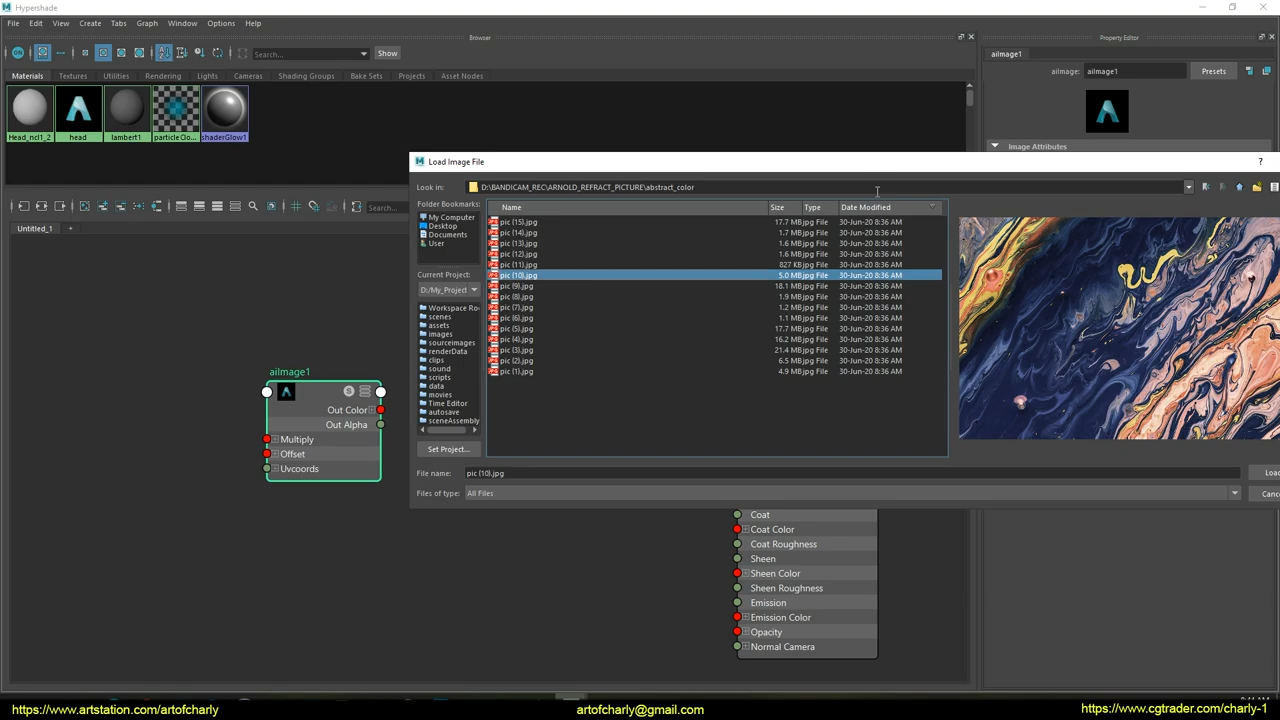 Hypershade
File Edit View Create Tabs Graph Window Options Help
Browser
Property Editor
ON
Search...
Show
Materials Textures Utilities Rendering Lights Cameras Shading Groups Bake Sets Projects Asset Nodes
aiImage1
aiImage: aiImage1 Presets
Head_ncl1_2 head lambert1 particleClo... shaderGlow1
Image Attributes
Load Image File ?
Look in: D:\BANDICAM_REC\ARNOLD_REFRACT_PICTURE\abstract_color
Search...
Untitled_1 +
Folder Bookmarks:
My Computer
Desktop
Documents
User
Current Project:
D:/My_Project
Workspace Ro
scenes
assets
images
sourceimages
renderData
clips
sound
scripts
data
movies
Time Editor
autosave
sceneAssembly
Set Project...
Name Size Type Date Modified
pic (15).jpg 17.7 MB jpg File 30-Jun-20 8:36 AM
pic (14).jpg 1.7 MB jpg File 30-Jun-20 8:36 AM
pic (13).jpg 1.6 MB jpg File 30-Jun-20 8:36 AM
pic (12).jpg 1.6 MB jpg File 30-Jun-20 8:36 AM
pic (11).jpg 827 KB jpg File 30-Jun-20 8:36 AM
pic (10).jpg 5.0 MB jpg File 30-Jun-20 8:36 AM
pic (9).jpg 18.1 MB jpg File 30-Jun-20 8:36 AM
pic (8).jpg 1.9 MB jpg File 30-Jun-20 8:36 AM
pic (7).jpg 1.2 MB jpg File 30-Jun-20 8:36 AM
pic (6).jpg 1.1 MB jpg File 30-Jun-20 8:36 AM
pic (5).jpg 17.7 MB jpg File 30-Jun-20 8:36 AM
pic (4).jpg 16.2 MB jpg File 30-Jun-20 8:36 AM
pic (3).jpg 21.4 MB jpg File 30-Jun-20 8:36 AM
pic (2).jpg 6.5 MB jpg File 30-Jun-20 8:36 AM
pic (1).jpg 4.9 MB jpg File 30-Jun-20 8:36 AM
File name: pic (10).jpg Load
Files of type: All Files Cance
aiImage1
S
Out Color
Out Alpha
Multiply
Offset
Uvcoords
Coat
Coat Color
Coat Roughness
Sheen
Sheen Color
Sheen Roughness
Emission
Emission Color
Opacity
Normal Camera
https://www.artstation.com/artofcharly artofcharly@gmail.com https://www.cgtrader.com/charly-1